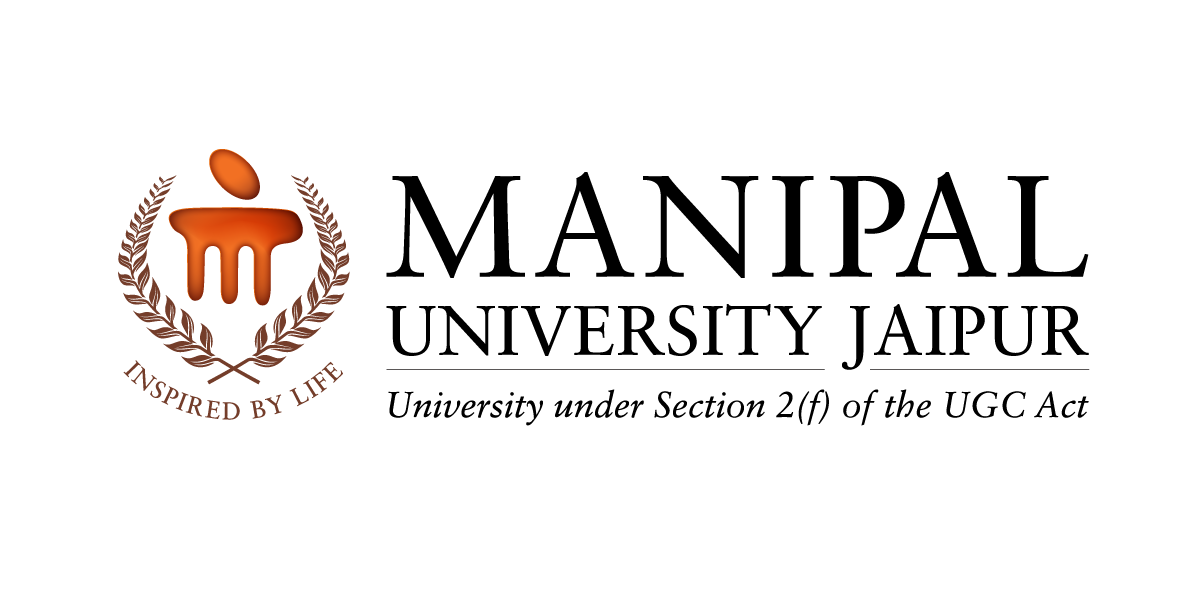 INSPIRED BY LIFE
MANIPAL
UNIVERSITY JAIPUR
University under Section 2(f) of the UGC Act